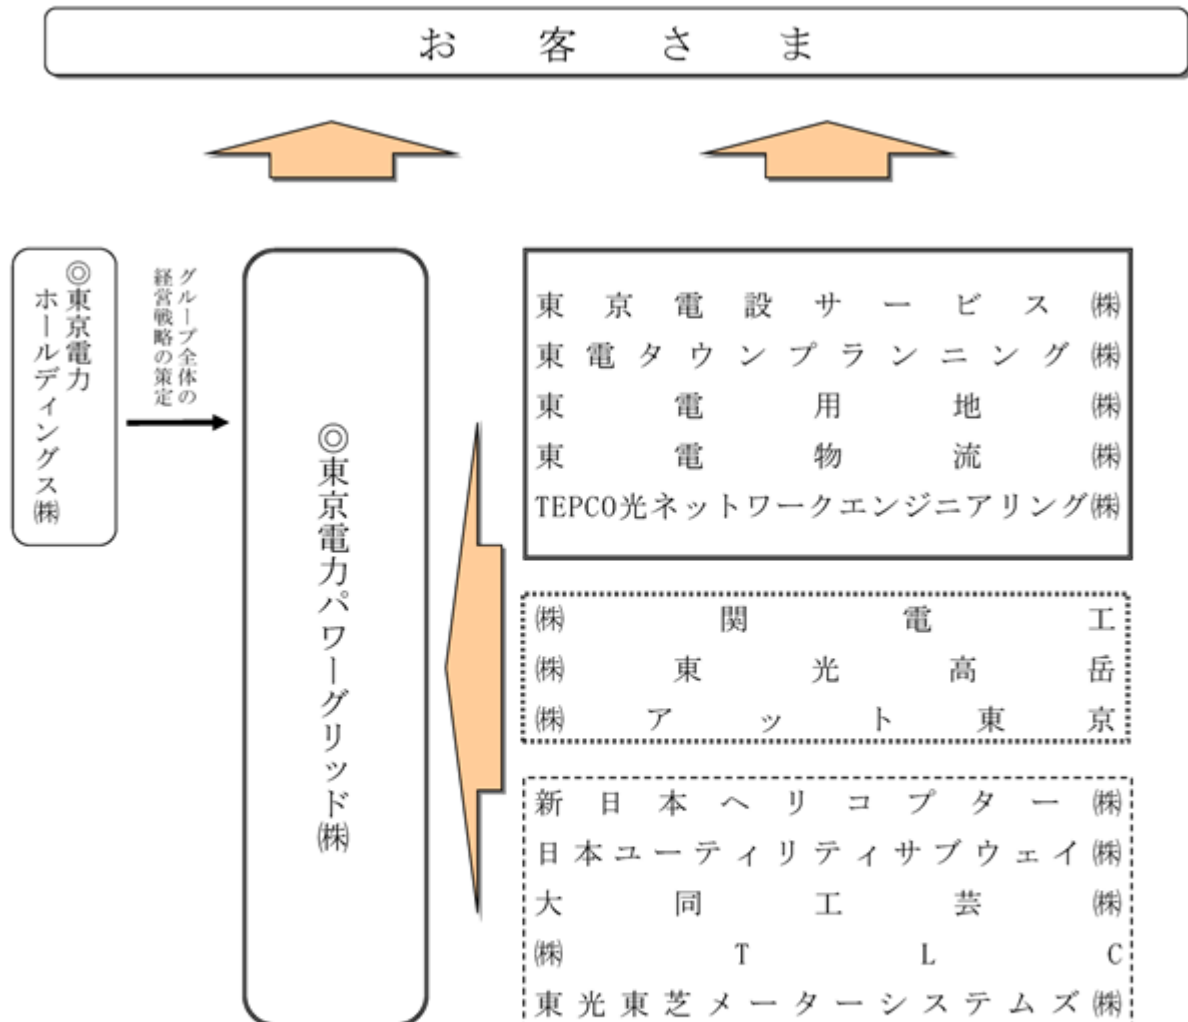 お客さま
◎東京電力
ホールディングス㈱
グループ全体の
経営戦略の策定
◎東京電力パワーグリッド㈱
東京電設サービス㈱
東電タウンプランニング㈱
東電用地㈱
東電物流㈱
TEPCO光ネットワークエンジニアリング㈱
㈱関電工
㈱東光高岳
㈱アット東京
新日本ヘリコプター㈱
日本ユーティリティサブウェイ㈱
大同工芸㈱
㈱TLC
東光東芝メーターシステムズ㈱